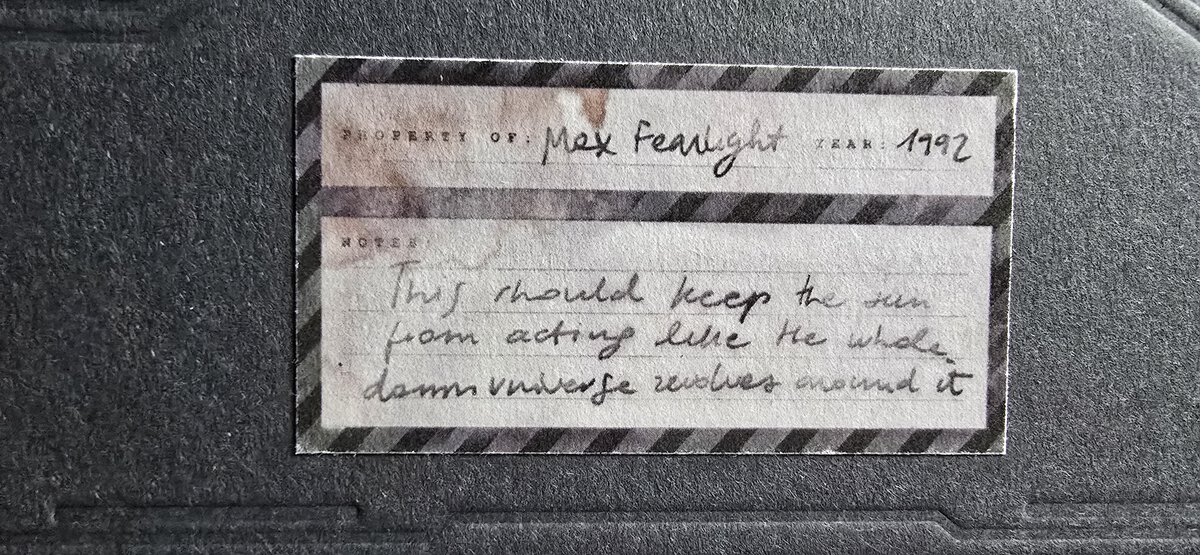 PROPERTY OF: Max Fearlight YEAR: 1992
NOTES:
This should keep the sun
from acting like the whole
damn universe revolves around it